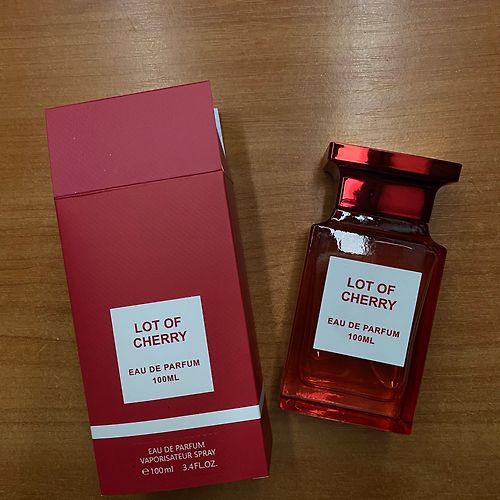 LOT OF
CHERRY
EAU DE PARFUM
100ML
EAU DE PARFUM
VAPORISATEUR SPRAY
℮100ml 3.4FL.OZ.
LOT OF
CHERRY
EAU DE PARFUM
100ML